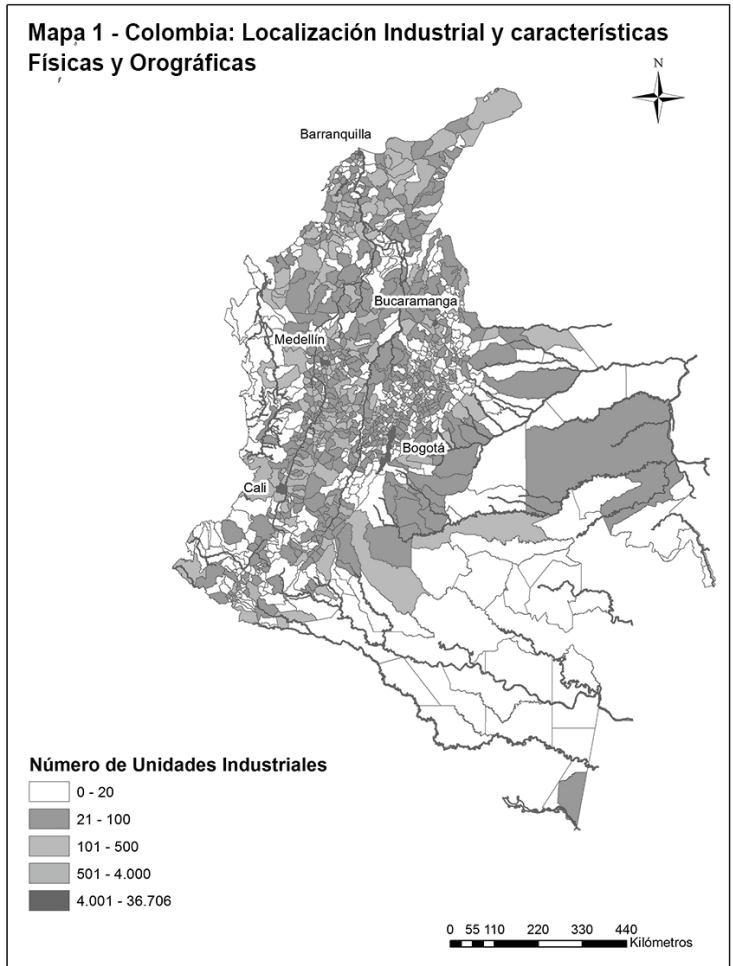 Mapa 1 - Colombia: Localización Industrial y características
Físicas y Orográficas
N
Barranquilla
Bucaramanga
Medellín
Bogotá
Cali
Número de Unidades Industriales
0 - 20
21 - 100
101 - 500
501 - 4.000
4.001 - 36.706
0 55 110 220 330 440
Kilómetros